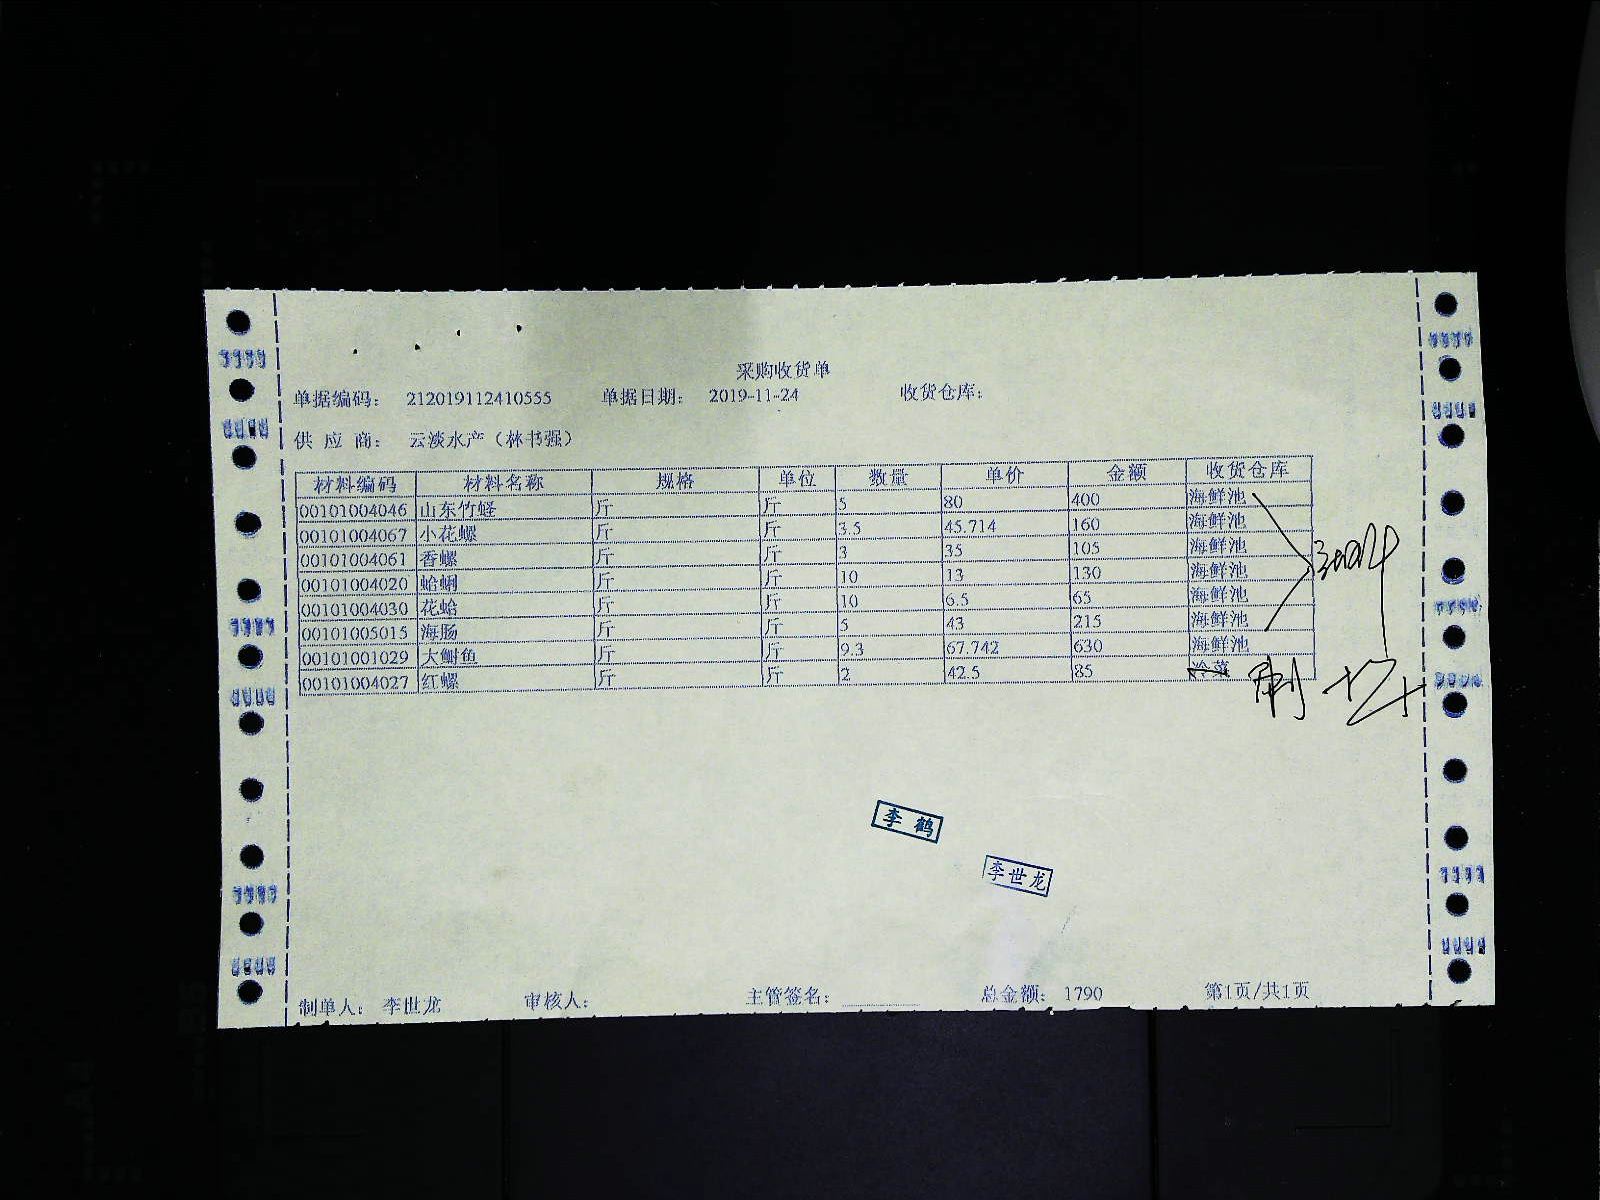 采购收货单
单据编码： 212019112410555 单据日期： 2019-11-24 收货仓库：
供 应 商： 云淡水产（林书强）
材料编码 材料名称 规格 单位 数量 单价 金额 收货仓库
00101004046 山东竹蛏 斤 斤 5 80 400 海鲜池
00101004067 小花螺 斤 斤 3.5 45.714 160 海鲜池
00101004061 香螺 斤 斤 3 35 105 海鲜池
00101004020 蛤蜊 斤 斤 10 13 130 海鲜池
00101004030 花蛤 斤 斤 10 6.5 65 海鲜池
00101005015 海肠 斤 斤 5 43 215 海鲜池
00101001029 大鲋鱼 斤 斤 9.3 67.742 630 海鲜池
00101004027 红螺 斤 斤 2 42.5 85 冷菜
李鹤
李世龙
制单人： 李世龙 审核人： 主管签名： 总金额： 1790 第1页/共1页